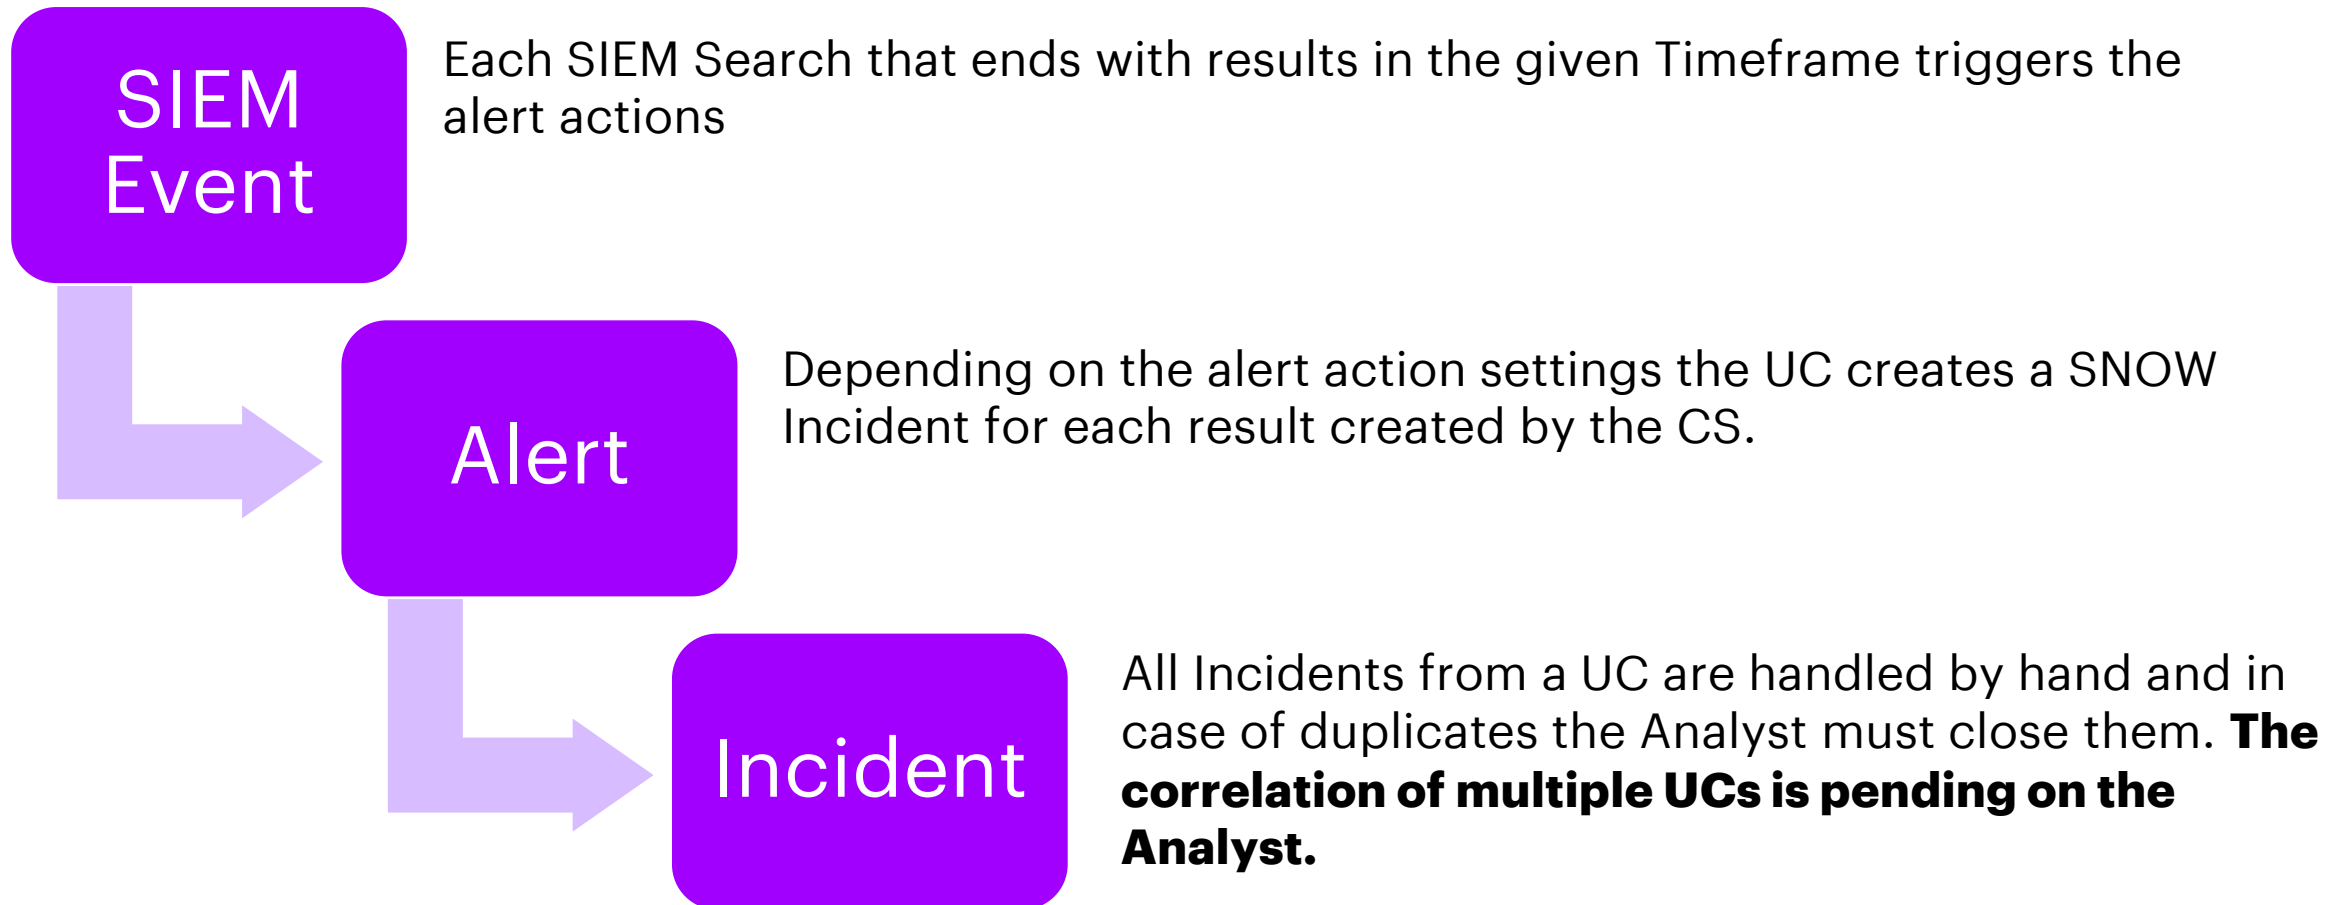 SIEM
Event
Each SIEM Search that ends with results in the given Timeframe triggers the
alert actions
Alert
Depending on the alert action settings the UC creates a SNOW
Incident for each result created by the CS.
Incident
All Incidents from a UC are handled by hand and in
case of duplicates the Analyst must close them. The
correlation of multiple UCs is pending on the
Analyst.